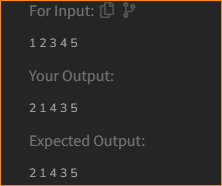 For Input:
1 2 3 4 5
Your Output:
2 1 4 3 5
Expected Output:
2 1 4 3 5